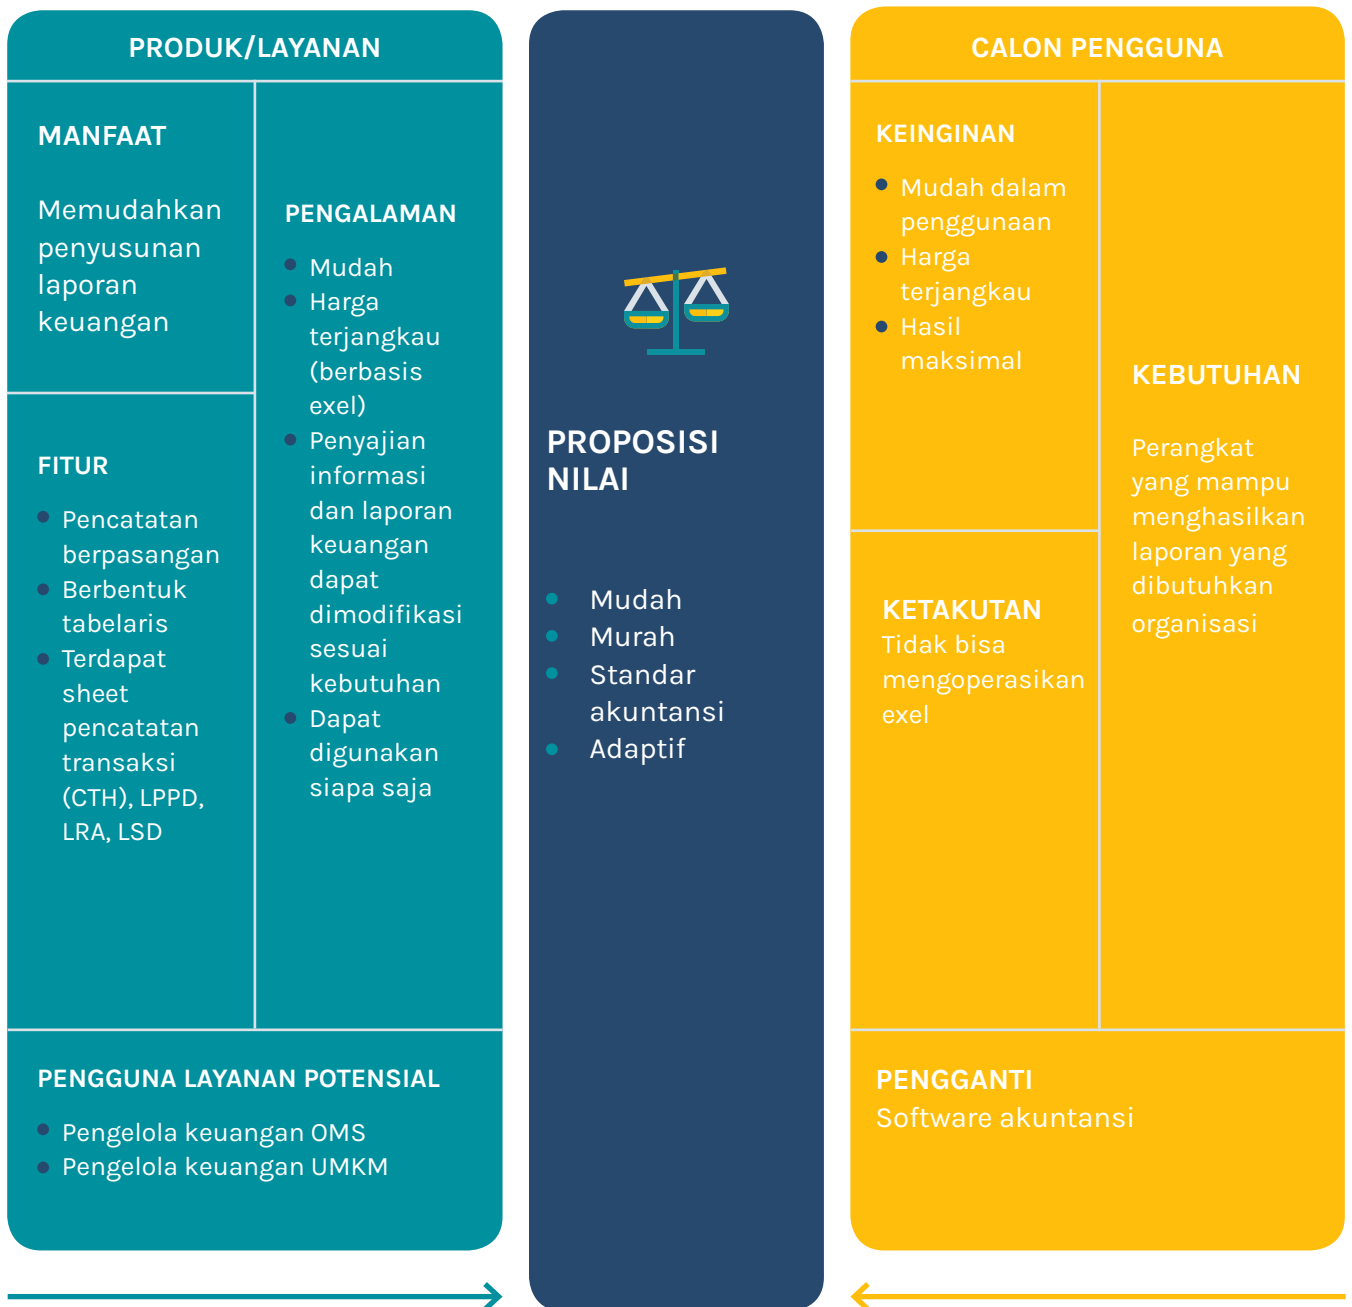 PRODUK/LAYANAN
MANFAAT
Memudahkan
penyusunan
laporan
keuangan
FITUR
Pencatatan
berpasangan
Berbentuk
tabelaris
Terdapat
sheet
pencatatan
transaksi
(CTH), LPPD,
LRA, LSD
PENGALAMAN
Mudah
Harga
terjangkau
(berbasis
exel)
Penyajian
informasi
dan laporan
keuangan
dapat
dimodifikasi
sesuai
kebutuhan
Dapat
digunakan
siapa saja
PENGGUNA LAYANAN POTENSIAL
Pengelola keuangan OMS
Pengelola keuangan UMKM
PROPOSISI
NILAI
Mudah
Murah
Standar
akuntansi
Adaptif
CALON PENGGUNA
KEINGINAN
Mudah dalam
penggunaan
Harga
terjangkau
Hasil
maksimal
KETAKUTAN
Tidak bisa
mengoperasikan
exel
KEBUTUHAN
Perangkat
yang mampu
menghasilkan
laporan yang
dibutuhkan
organisasi
PENGGANTI
Software akuntansi